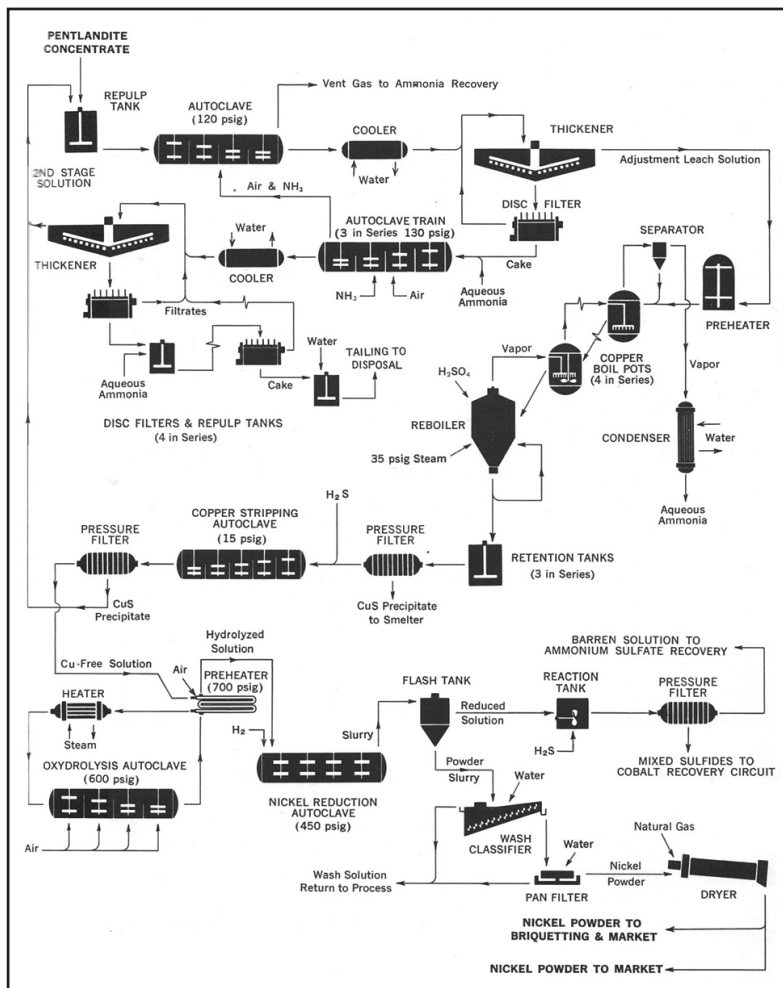 PENTLANDITE
CONCENTRATE
REPULP
TANK
AUTOCLAVE
(120 psig)
Vent Gas to Ammonia Recovery
COOLER
Water
THICKENER
Adjustment Leach Solution
2ND STAGE
SOLUTION
Air & NH₃
DISC FILTER
Cake
AUTOCLAVE TRAIN
(3 in Series 130 psig)
NH₃
Air
Aqueous
Ammonia
Water
COOLER
THICKENER
Filtrates
Aqueous
Ammonia
Cake
Water
TAILING TO
DISPOSAL
DISC FILTERS & REPULP TANKS
(4 in Series)
SEPARATOR
PREHEATER
COPPER
BOIL POTS
(4 in Series)
Vapor
Vapor
H₂SO₄
REBOILER
35 psig Steam
CONDENSER
Water
Aqueous
Ammonia
H₂S
COPPER STRIPPING
AUTOCLAVE
(15 psig)
PRESSURE
FILTER
PRESSURE
FILTER
RETENTION TANKS
(3 in Series)
CuS
Precipitate
CuS Precipitate
to Smelter
Hydrolyzed
Solution
Cu-Free Solution
Air
PREHEATER
(700 psig)
HEATER
Steam
H₂
Slurry
OXYDROLYSIS AUTOCLAVE
(600 psig)
Air
NICKEL REDUCTION
AUTOCLAVE
(450 psig)
FLASH TANK
Reduced
Solution
REACTION
TANK
H₂S
BARREN SOLUTION TO
AMMONIUM SULFATE RECOVERY
PRESSURE
FILTER
MIXED SULFIDES TO
COBALT RECOVERY CIRCUIT
Powder
Slurry
Water
WASH
CLASSIFIER
Wash Solution
Return to Process
Water
PAN FILTER
Nickel
Powder
Natural Gas
DRYER
NICKEL POWDER TO
BRIQUETTING & MARKET
NICKEL POWDER TO MARKET